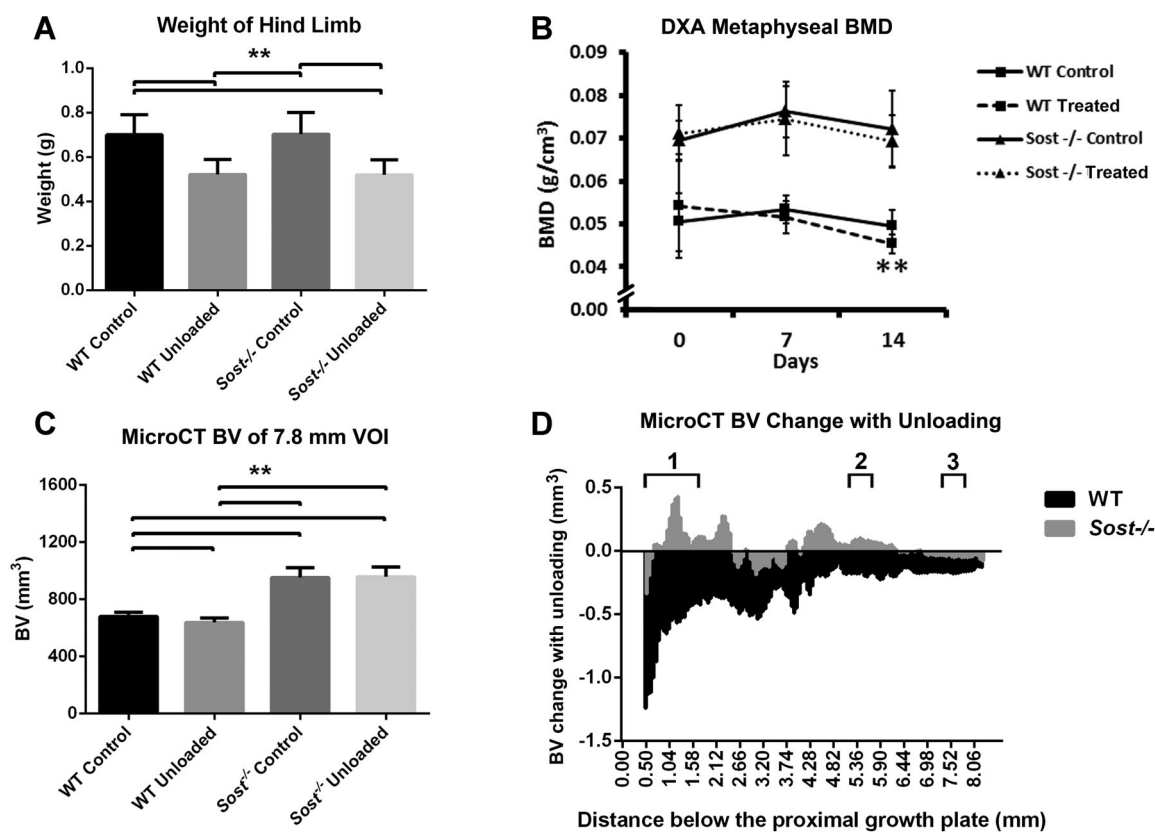 A
Weight of Hind Limb
**
1.0
0.8
0.6
0.4
0.2
0.0
Weight (g)
WT Control
WT Unloaded
Sost-/- Control
Sost-/- Unloaded
B
DXA Metaphyseal BMD
0.09
0.08
0.07
0.06
0.05
0.04
0.00
BMD (g/cm³)
**
0 7 14
Days
WT Control
WT Treated
Sost -/- Control
Sost -/- Treated
C
MicroCT BV of 7.8 mm VOI
**
1600
1200
800
400
0
BV (mm³)
WT Control
WT Unloaded
Sost-/- Control
Sost-/- Unloaded
D
MicroCT BV Change with Unloading
1 2 3
0.5
0.0
-0.5
-1.0
-1.5
BV change with unloading (mm³)
0.00 0.50 1.04 1.58 2.12 2.66 3.20 3.74 4.28 4.82 5.36 5.90 6.44 6.98 7.52 8.06
Distance below the proximal growth plate (mm)
WT
Sost-/-